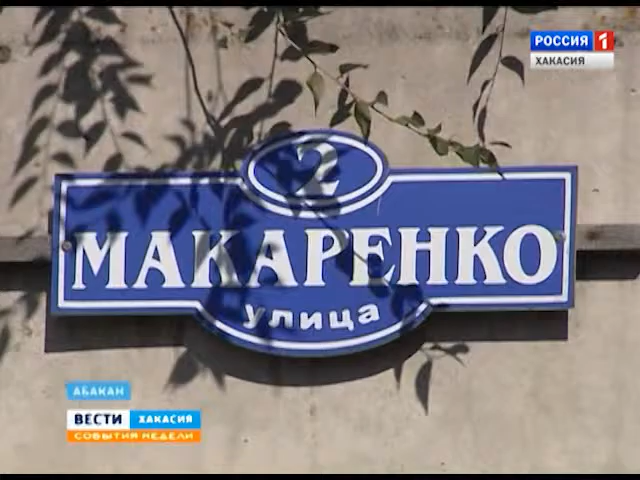 РОССИЯ 1
ХАКАСИЯ
2
МАКАРЕНКО
улица
АБАКАН
ВЕСТИ ХАКАСИЯ
СОБЫТИЯ НЕДЕЛИ